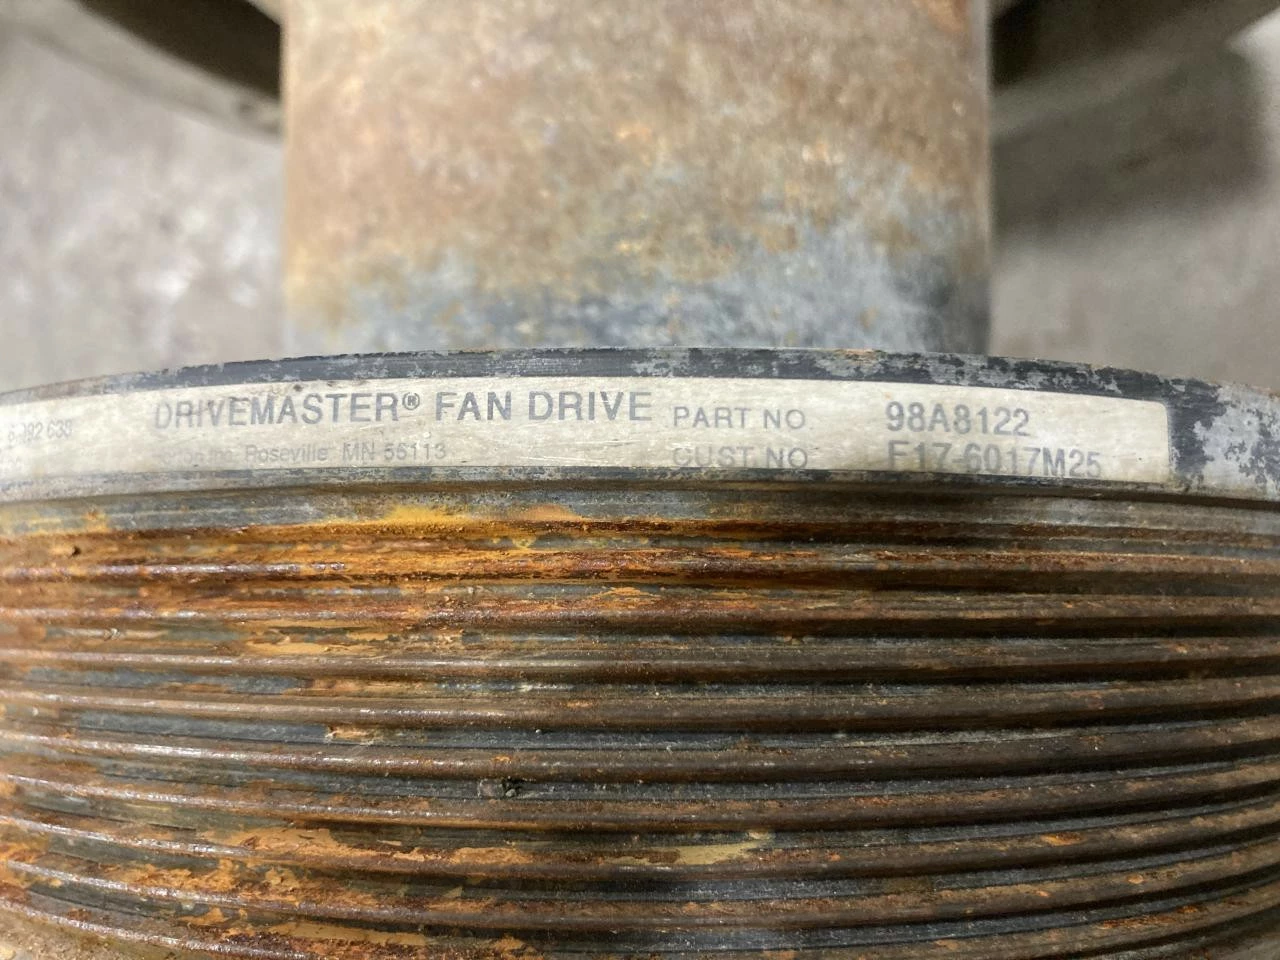 DRIVEMASTER® FAN DRIVE PART NO 98A8122
Roseville MN 55113 CUST NO F17-6017M25